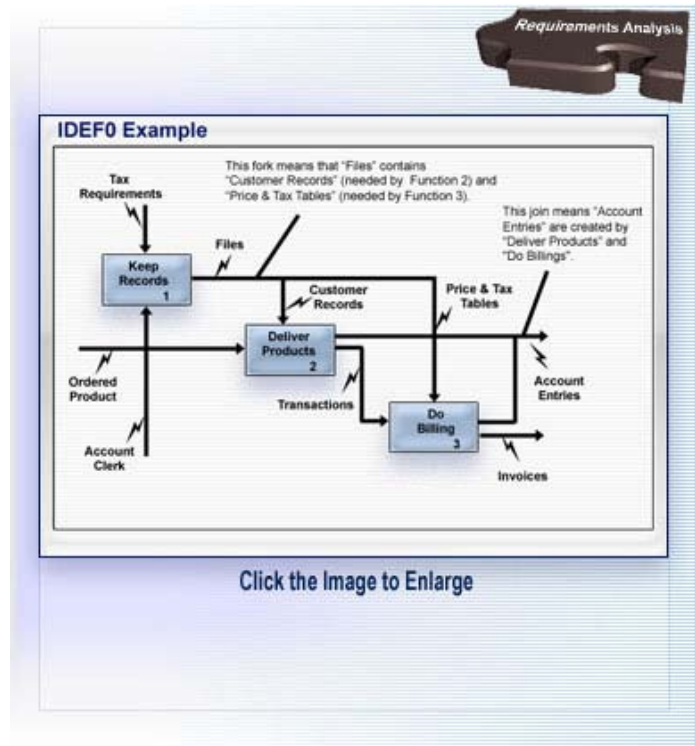 Requirements Analysis
IDEF0 Example
This fork means that "Files" contains
"Customer Records" (needed by Function 2) and
"Price & Tax Tables" (needed by Function 3).
Tax
Requirements
This join means "Account
Entries" are created by
"Deliver Products" and
"Do Billings".
Files
Keep
Records
1
Customer
Records
Price & Tax
Tables
Deliver
Products
2
Ordered
Product
Transactions
Account
Entries
Do
Billing
3
Account
Clerk
Invoices
Click the Image to Enlarge